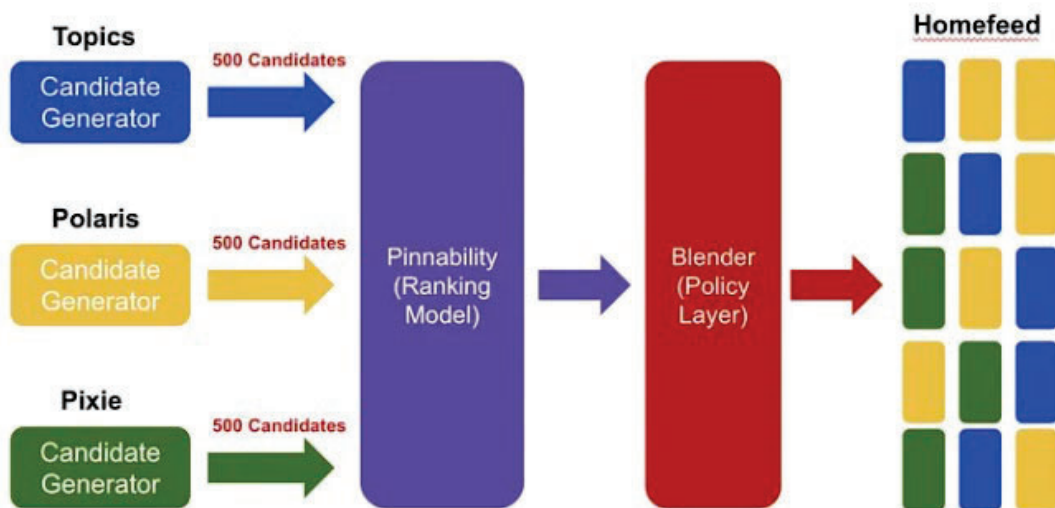 Topics
500 Candidates
Candidate
Generator
Polaris
500 Candidates
Candidate
Generator
Pixie
500 Candidates
Candidate
Generator
Pinnability
(Ranking
Model)
Blender
(Policy
Layer)
Homefeed